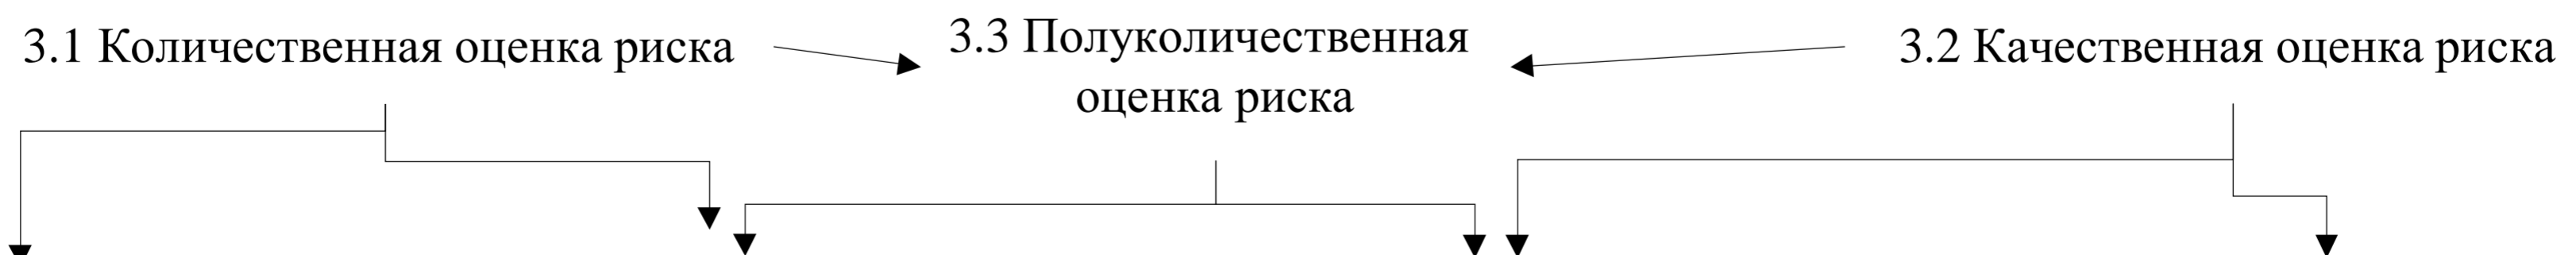 3.1 Количественная оценка риска
3.3 Полуколичественная
оценка риска
3.2 Качественная оценка риска